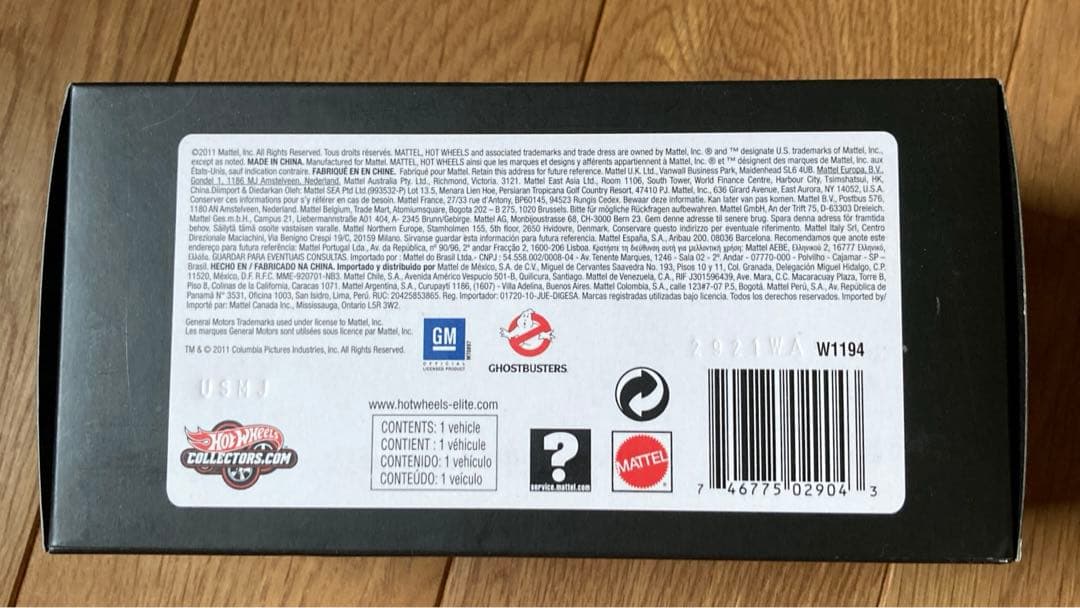 ©2011 Mattel, Inc. All Rights Reserved. Tous droits réservés. MATTEL, HOT WHEELS and associated trademarks and trade dress are owned by Mattel, Inc. ® and ™ designate U.S. trademarks of Mattel, Inc.,
except as noted. MADE IN CHINA. Manufactured for Mattel. MATTEL, HOT WHEELS ainsi que les marques et designs y afférents appartiennent à Mattel, Inc. ® et ™ désignent des marques de Mattel, Inc. aux
États-Unis, sauf indication contraire. FABRIQUÉ EN EN CHINE. Fabriqué pour Mattel. Retain this address for future reference. Mattel U.K. Ltd., Vanwall Business Park, Maidenhead SL6 4UB. Mattel Europa, B.V.,
Gondel 1, 1186 MJ Amstelveen, Nederland. Mattel Australia Pty. Ltd., Richmond, Victoria. 3121. Mattel East Asia Ltd., Room 1106, South Tower, World Finance Centre, Harbour City, Tsimshatsui, HK,
China.Diimport & Diedarkan Oleh: Mattel SEA Ptd Ltd.(993532-P) Lot 13.5, Menara Lien Hoe, Persiaran Tropicana Golf Country Resort, 47410 PJ. Mattel, Inc., 636 Girard Avenue, East Aurora, NY 14052, U.S.A.
Conserver ces informations pour s'y référer en cas de besoin. Mattel France, 27/33 rue d'Antony, BP60145, 94523 Rungis Cedex. Bewaar deze informatie. Kan later van pas komen. Mattel B.V., Postbus 576,
1180 AN Amstelveen, Nederland. Mattel Belgium, Trade Mart, Atomiumsquare, Bogota 202 - B 275, 1020 Brussels. Bitte für mögliche Rückfragen aufbewahren. Mattel GmbH, An der Trift 75, D-63303 Dreieich.
Mattel Ges.m.b.H., Campus 21, Liebermannstraße A01 404, A- 2345 Brunn/Gebirge. Mattel AG, Monbijoustrasse 68, CH-3000 Bern 23. Gem denne adresse til senere brug. Spara denna adress för framtida
behov. Säilytä tämä osoite vastaisen varalle. Mattel Northern Europe, Stamholmen 155, 5th floor, 2650 Hvidovre, Denmark. Conservare questo indirizzo per eventuale riferimento. Mattel Italy Srl, Centro
Direzionale Maciachini, Via Benigno Crespi 19/C, 20159 Milano. Sirvanse guardar esta información para futura referencia. Mattel España, S.A., Aribau 200. 08036 Barcelona. Recomendamos que anote este
endereço para futura referência: Mattel Portugal Lda., Av. da República, nº 90/96, 2º andar Fracção 2, 1600-206 Lisboa. Κρατήστε τη διεύθυνση αυτή για μελλοντική χρήση: Mattel AEBE, Ελληνικού 2, 16777 Ελληνικό,
Ελλάδα. GUARDAR PARA EVENTUAIS CONSULTAS. Importado por : Mattel do Brasil Ltda.- CNPJ : 54.558.002/0008-04 - Av. Tenente Marques, 1246 - Sala 02 - 2º. Andar - 07770-000 - Polvilho - Cajamar - SP –
Brasil. HECHO EN / FABRICADO NA CHINA. Importado y distribuido por Mattel de México, S.A. de C.V., Miguel de Cervantes Saavedra No. 193, Pisos 10 y 11, Col. Granada, Delegación Miguel Hidalgo, C.P.
11520, México, D.F. R.F.C. MME-920701-NB3. Mattel Chile, S.A., Avenida Américo Vespucio 501-B, Quilicura, Santiago. Mattel de Venezuela, C.A., RIF J301596439, Ave. Mara, C.C. Macaracuay Plaza, Torre B,
Piso 8, Colinas de la California, Caracas 1071. Mattel Argentina, S.A., Curupaytí 1186, (1607) - Villa Adelina, Buenos Aires. Mattel Colombia, S.A., calle 123#7-07 P.5, Bogotá. Mattel Perú, S.A., Av. República de
Panamá N° 3531, Oficina 1003, San Isidro, Lima, Perú. RUC: 20425853865. Reg. Importador: 01720-10-JUE-DIGESA. Marcas registradas utilizadas bajo licencia. Todos los derechos reservados. Imported by/
Importé par: Mattel Canada Inc., Mississauga, Ontario L5R 3W2.
General Motors Trademarks used under license to Mattel, Inc.
Les marques General Motors sont utilisées sous licence par Mattel, Inc.
TM & © 2011 Columbia Pictures Industries, Inc. All Rights Reserved.
GM
OFFICIAL
LICENSED PRODUCT
GHOSTBUSTERS
2921WA
W1194
USMJ
HOT WHEELS
COLLECTORS.COM
www.hotwheels-elite.com
CONTENTS: 1 vehicle
CONTIENT : 1 véhicule
CONTENIDO: 1 vehículo
CONTEÚDO: 1 veículo
?
service.mattel.com
MATTEL
7 46775 02904 3